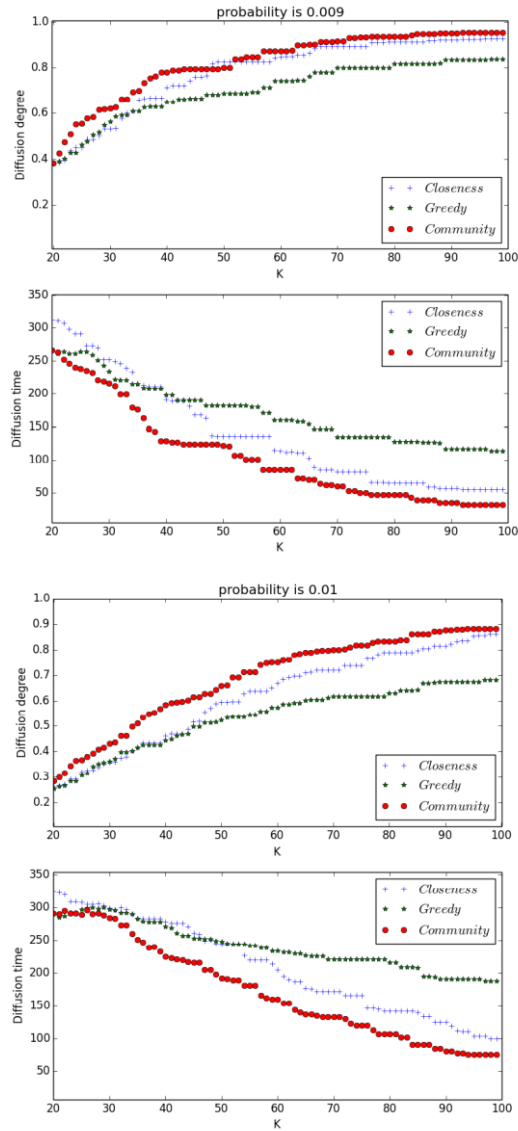 probability is 0.009
Diffusion degree
1.0
0.8
0.6
0.4
0.2
20 30 40 50 60 70 80 90 100
K
Closeness
Greedy
Community
Diffusion time
350
300
250
200
150
100
50
20 30 40 50 60 70 80 90 100
K
Closeness
Greedy
Community
probability is 0.01
Diffusion degree
1.0
0.9
0.8
0.7
0.6
0.5
0.4
0.3
0.2
20 30 40 50 60 70 80 90 100
K
Closeness
Greedy
Community
Diffusion time
350
300
250
200
150
100
50
20 30 40 50 60 70 80 90 100
K
Closeness
Greedy
Community